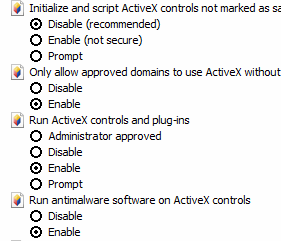 Initialize and script ActiveX controls not marked as sa
Disable (recommended)
Enable (not secure)
Prompt
Only allow approved domains to use ActiveX without
Disable
Enable
Run ActiveX controls and plug-ins
Administrator approved
Disable
Enable
Prompt
Run antimalware software on ActiveX controls
Disable
Enable